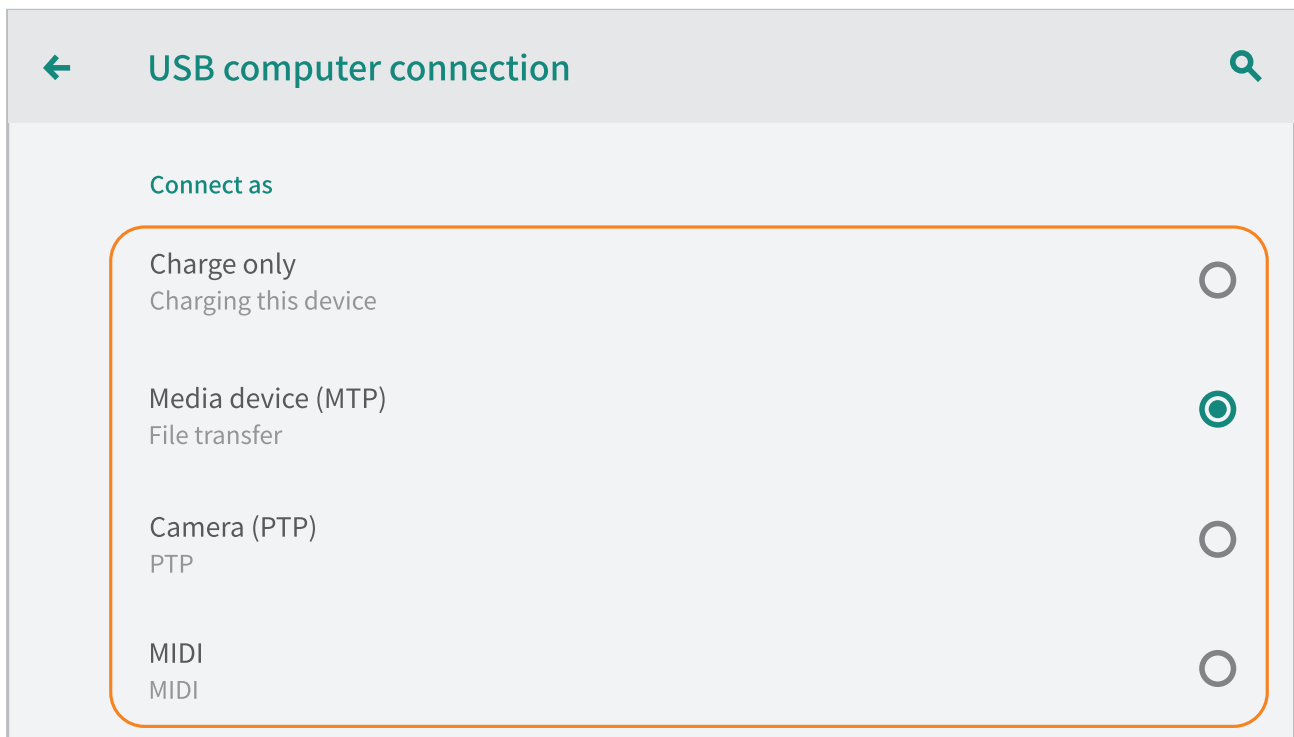 USB computer connection
Connect as
Charge only
Charging this device
Media device (MTP)
File transfer
Camera (PTP)
PTP
MIDI
MIDI